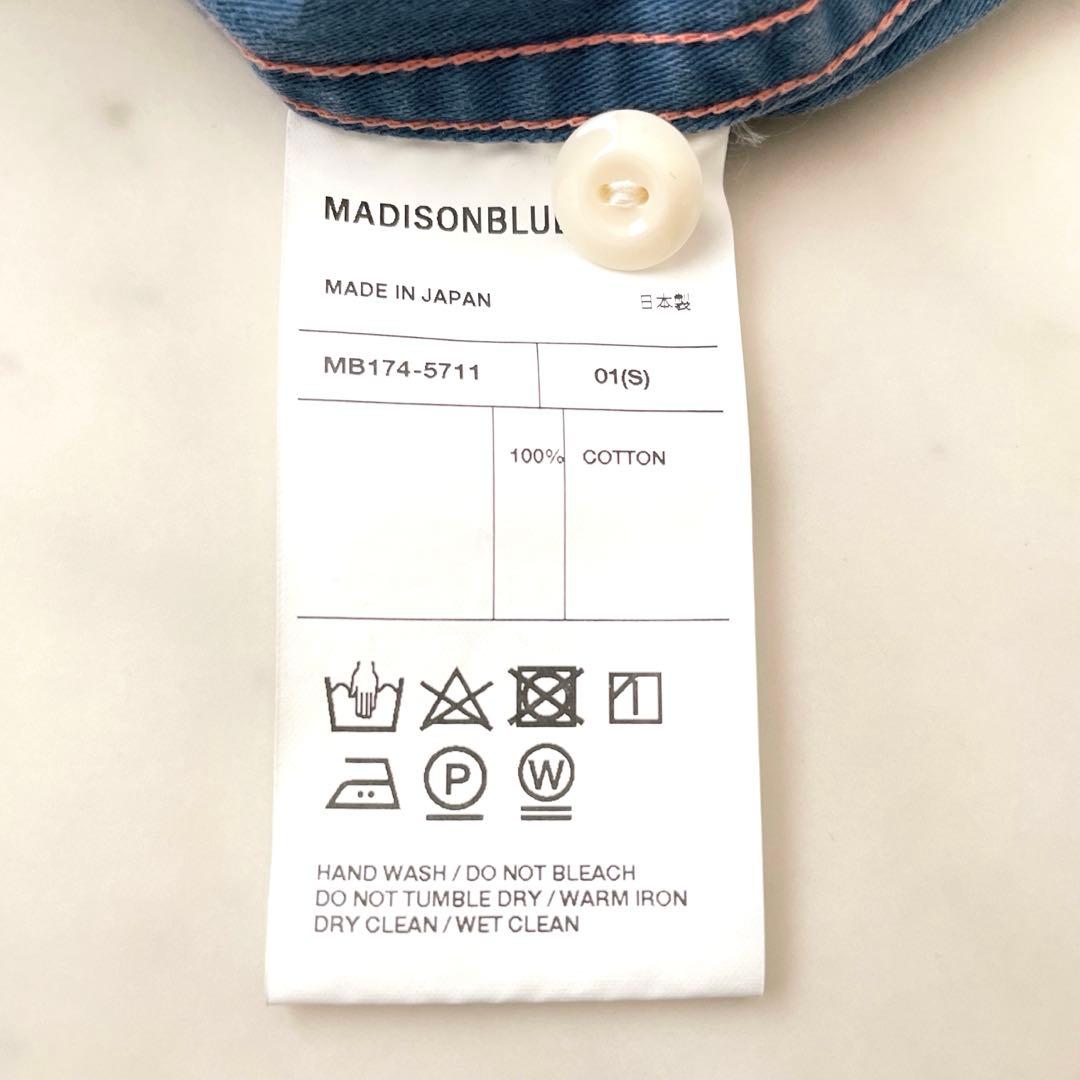 MADISONBLUE
MADE IN JAPAN 日本製
MB174-5711 01(S)
100% COTTON
P W
HAND WASH / DO NOT BLEACH
DO NOT TUMBLE DRY / WARM IRON
DRY CLEAN / WET CLEAN